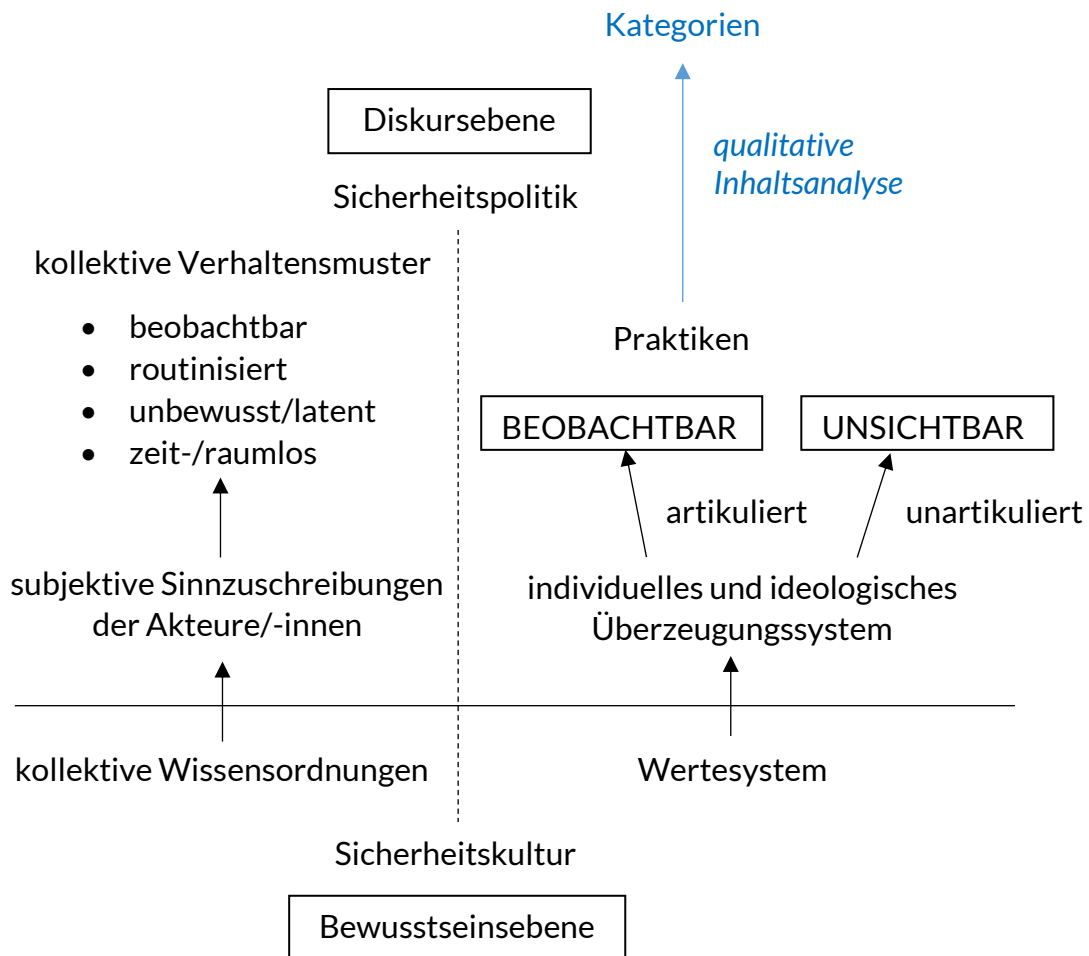 Kategorien
Diskursebene
qualitative
Inhaltsanalyse
Sicherheitspolitik
kollektive Verhaltensmuster
• beobachtbar
• routinisiert
• unbewusst/latent
• zeit-/raumlos
Praktiken
BEOBACHTBAR
UNSICHTBAR
artikuliert
unartikuliert
subjektive Sinnzuschreibungen
der Akteure/-innen
individuelles und ideologisches
Überzeugungssystem
kollektive Wissensordnungen
Wertesystem
Sicherheitskultur
Bewusstseinsebene